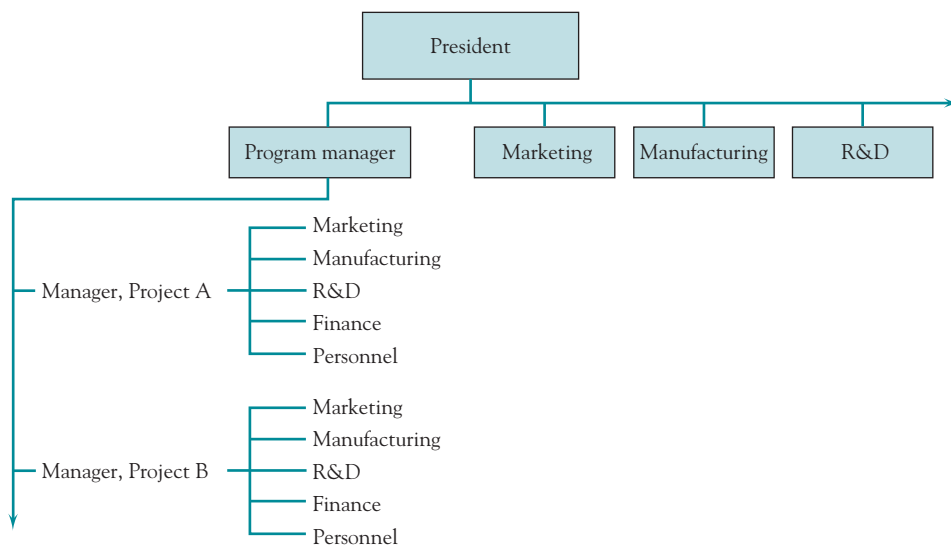 President
Program manager
Marketing
Manufacturing
R&D
Manager, Project A
Marketing
Manufacturing
R&D
Finance
Personnel
Manager, Project B
Marketing
Manufacturing
R&D
Finance
Personnel